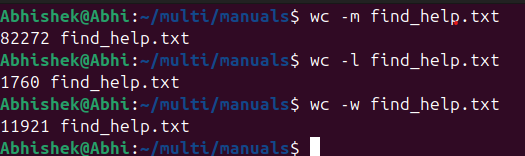 Abhishek@Abhi:~/multi/manuals$ wc -m find_help.txt
82272 find_help.txt
Abhishek@Abhi:~/multi/manuals$ wc -l find_help.txt
1760 find_help.txt
Abhishek@Abhi:~/multi/manuals$ wc -w find_help.txt
11921 find_help.txt
Abhishek@Abhi:~/multi/manuals$